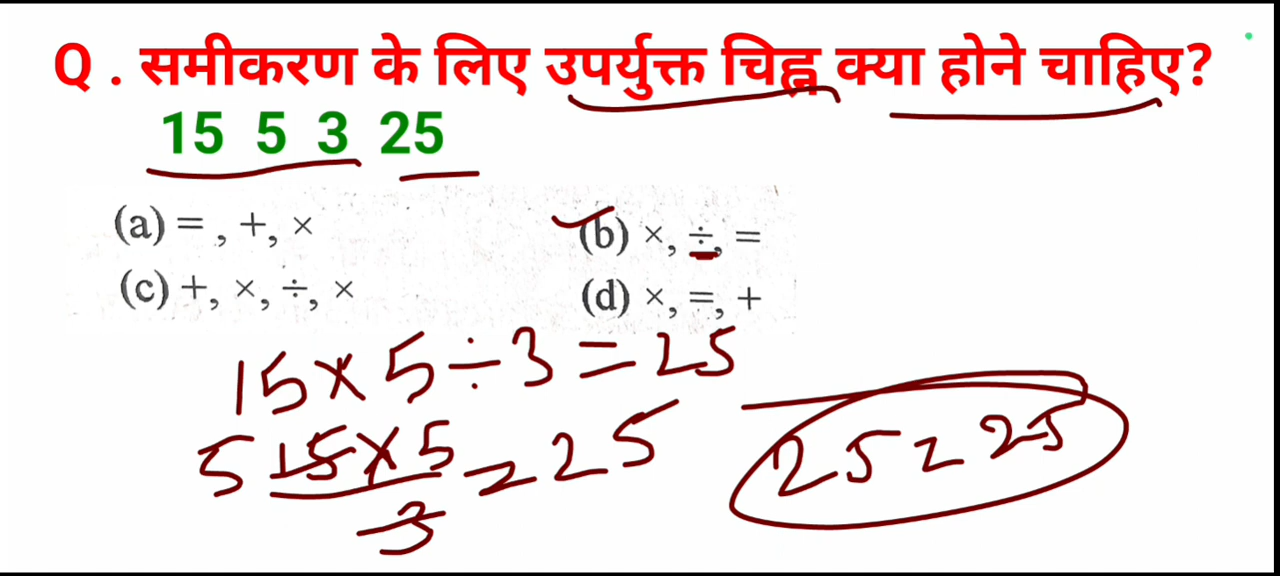 Q . समीकरण के लिए उपर्युक्त चिह्न क्या होने चाहिए?
15 5 3 25
(a) = , +, × (b) ×, ÷, =
(c) +, ×, ÷, × (d) ×, =, +
15 × 5 ÷ 3 = 25
5 15 × 5 = 25 25 = 25
3